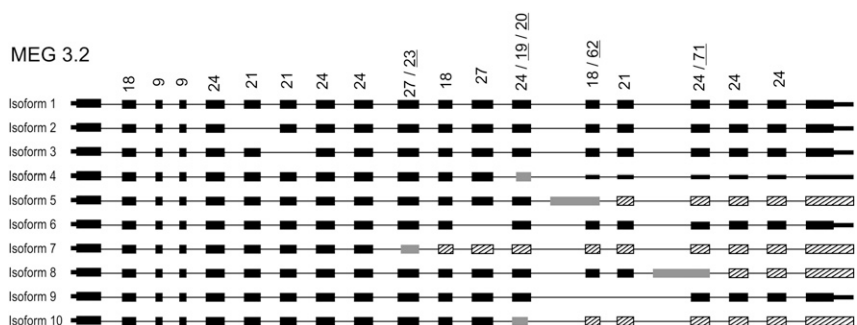 MEG 3.2
18 9 9 24 21 21 24 24 27 / 23 18 27 24 / 19 / 20 18 / 62 21 24 / 71 24 24
Isoform 1
Isoform 2
Isoform 3
Isoform 4
Isoform 5
Isoform 6
Isoform 7
Isoform 8
Isoform 9
Isoform 10